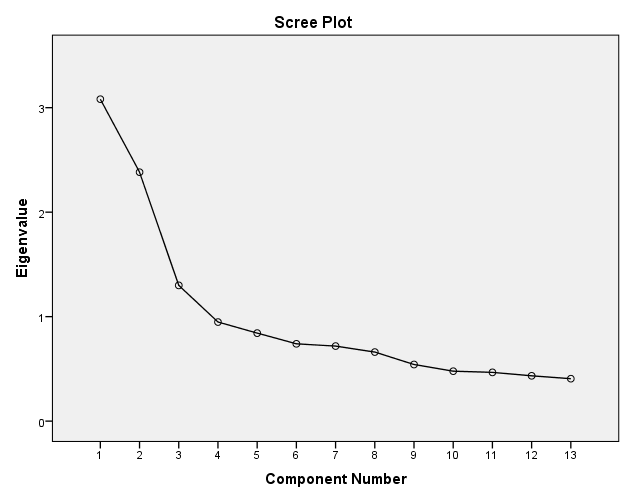 Scree Plot
3
2
1
0
Eigenvalue
1 2 3 4 5 6 7 8 9 10 11 12 13
Component Number